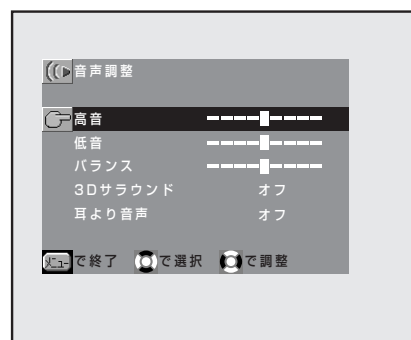 音声調整
高音
低音
バランス
3Dサラウンド オフ
耳より音声 オフ
メニューで終了 で選択 で調整